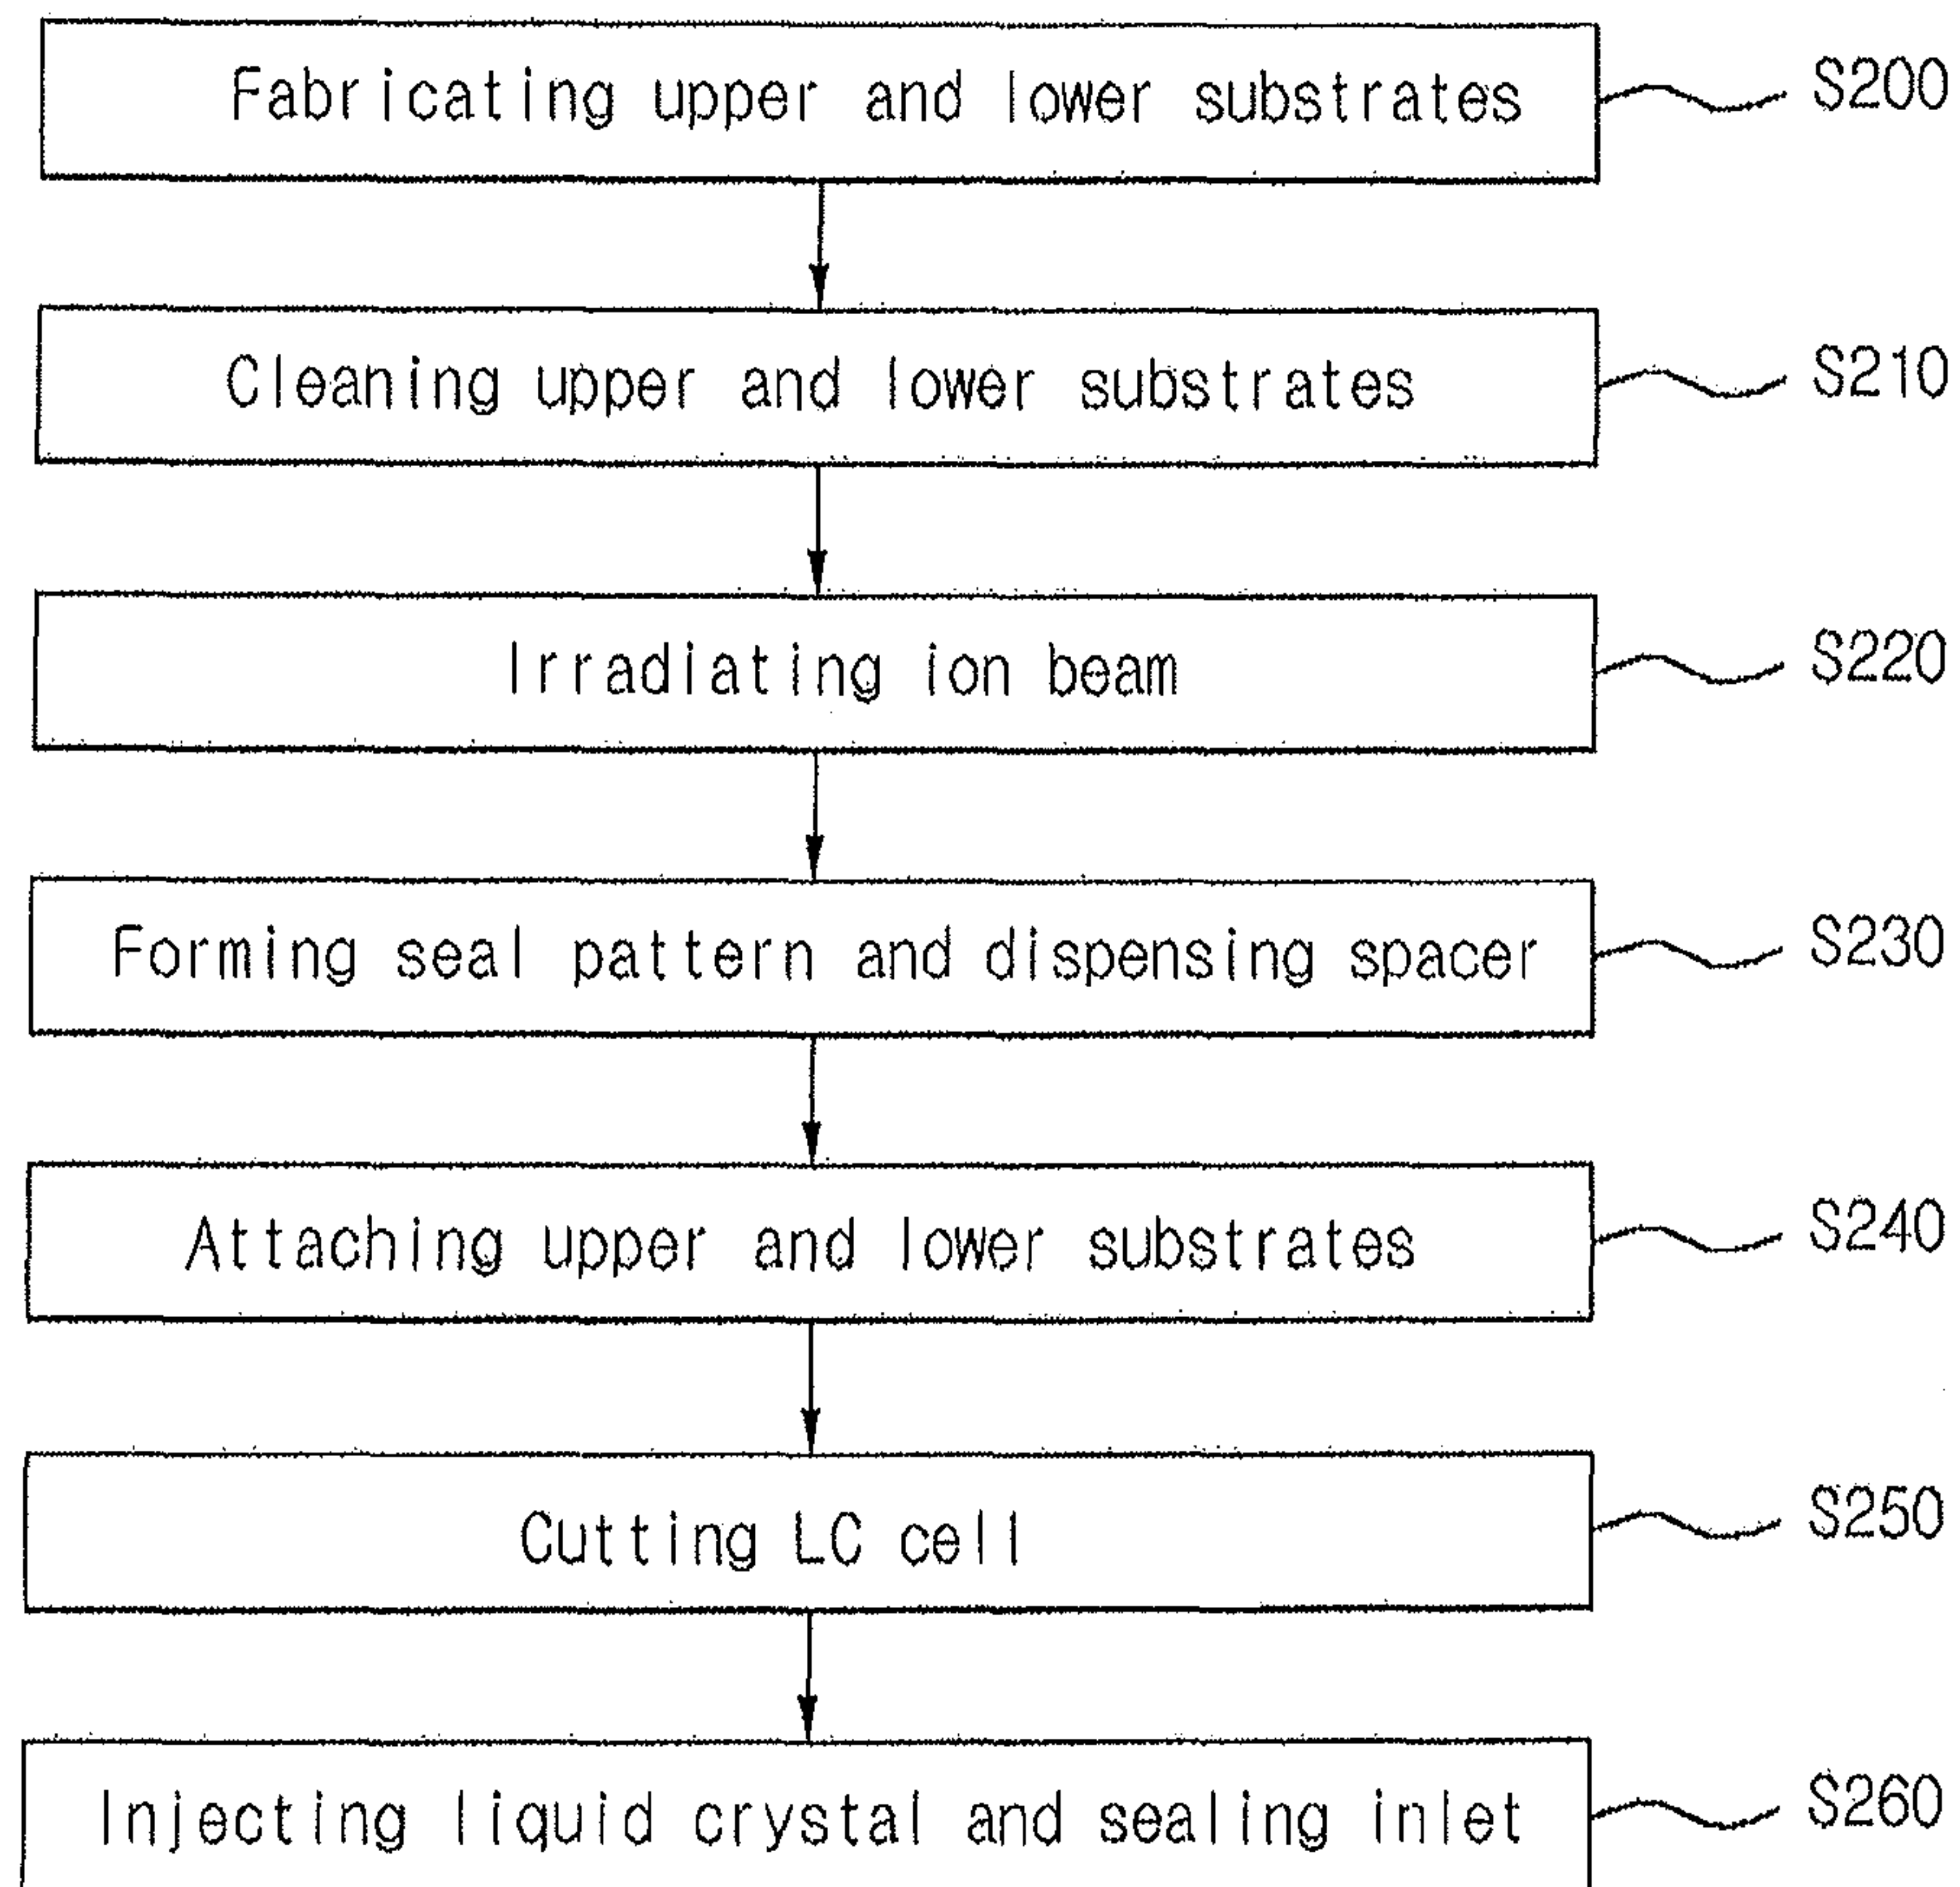 Fabricating upper and lower substrates S200
Cleaning upper and lower substrates S210
Irradiating ion beam S220
Forming seal pattern and dispensing spacer S230
Attaching upper and lower substrates S240
Cutting LC cell S250
Injecting liquid crystal and sealing inlet S260